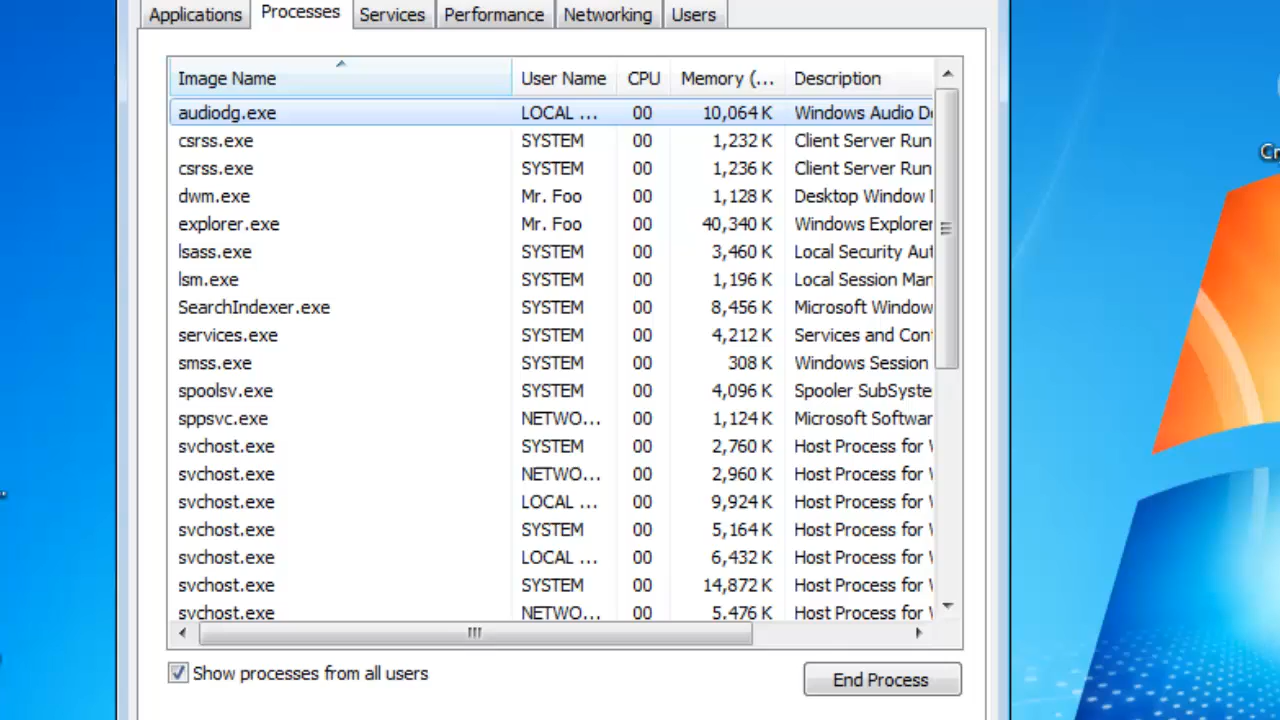 Applications Processes Services Performance Networking Users
Image Name User Name CPU Memory (... Description
audiodg.exe LOCAL ... 00 10,064 K Windows Audio De
csrss.exe SYSTEM 00 1,232 K Client Server Run
csrss.exe SYSTEM 00 1,236 K Client Server Run
dwm.exe Mr. Foo 00 1,128 K Desktop Window
explorer.exe Mr. Foo 00 40,340 K Windows Explorer
lsass.exe SYSTEM 00 3,460 K Local Security Aut
lsm.exe SYSTEM 00 1,196 K Local Session Man
SearchIndexer.exe SYSTEM 00 8,456 K Microsoft Window
services.exe SYSTEM 00 4,212 K Services and Cont
smss.exe SYSTEM 00 308 K Windows Session
spoolsv.exe SYSTEM 00 4,096 K Spooler SubSyste
sppsvc.exe NETWO... 00 1,124 K Microsoft Softwar
svchost.exe SYSTEM 00 2,760 K Host Process for W
svchost.exe NETWO... 00 2,960 K Host Process for W
svchost.exe LOCAL ... 00 9,924 K Host Process for W
svchost.exe SYSTEM 00 5,164 K Host Process for W
svchost.exe LOCAL ... 00 6,432 K Host Process for W
svchost.exe SYSTEM 00 14,872 K Host Process for W
svchost.exe NETWO... 00 5,476 K Host Process for W
Show processes from all users
End Process